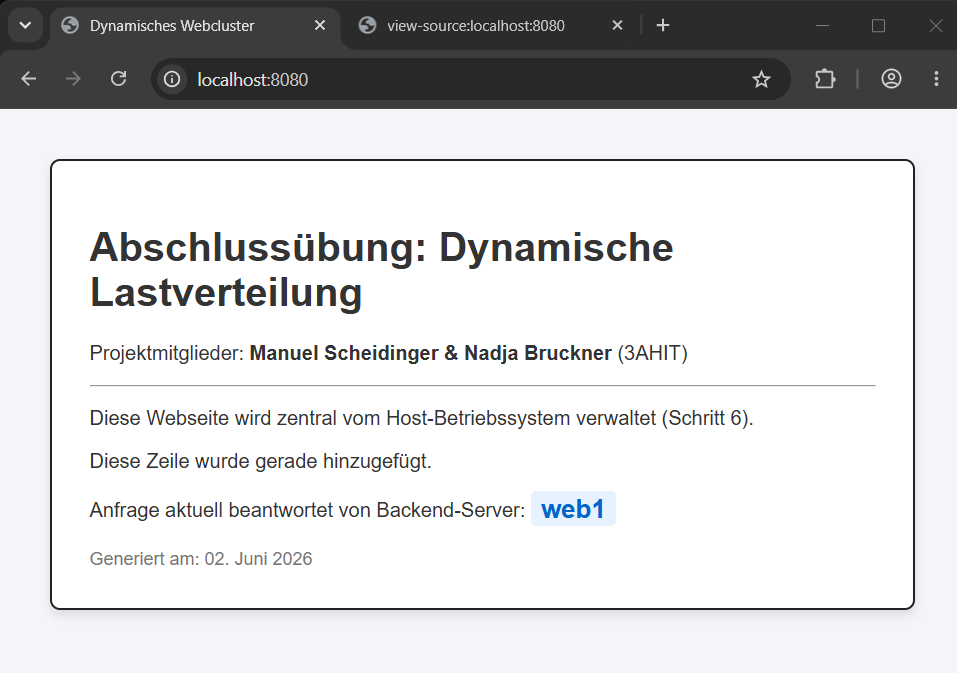 Dynamisches Webcluster
view-source:localhost:8080
localhost:8080
Abschlussübung: Dynamische
Lastverteilung
Projektmitglieder: Manuel Scheidinger & Nadja Bruckner (3AHIT)
Diese Webseite wird zentral vom Host-Betriebssystem verwaltet (Schritt 6).
Diese Zeile wurde gerade hinzugefügt.
Anfrage aktuell beantwortet von Backend-Server: web1
Generiert am: 02. Juni 2026